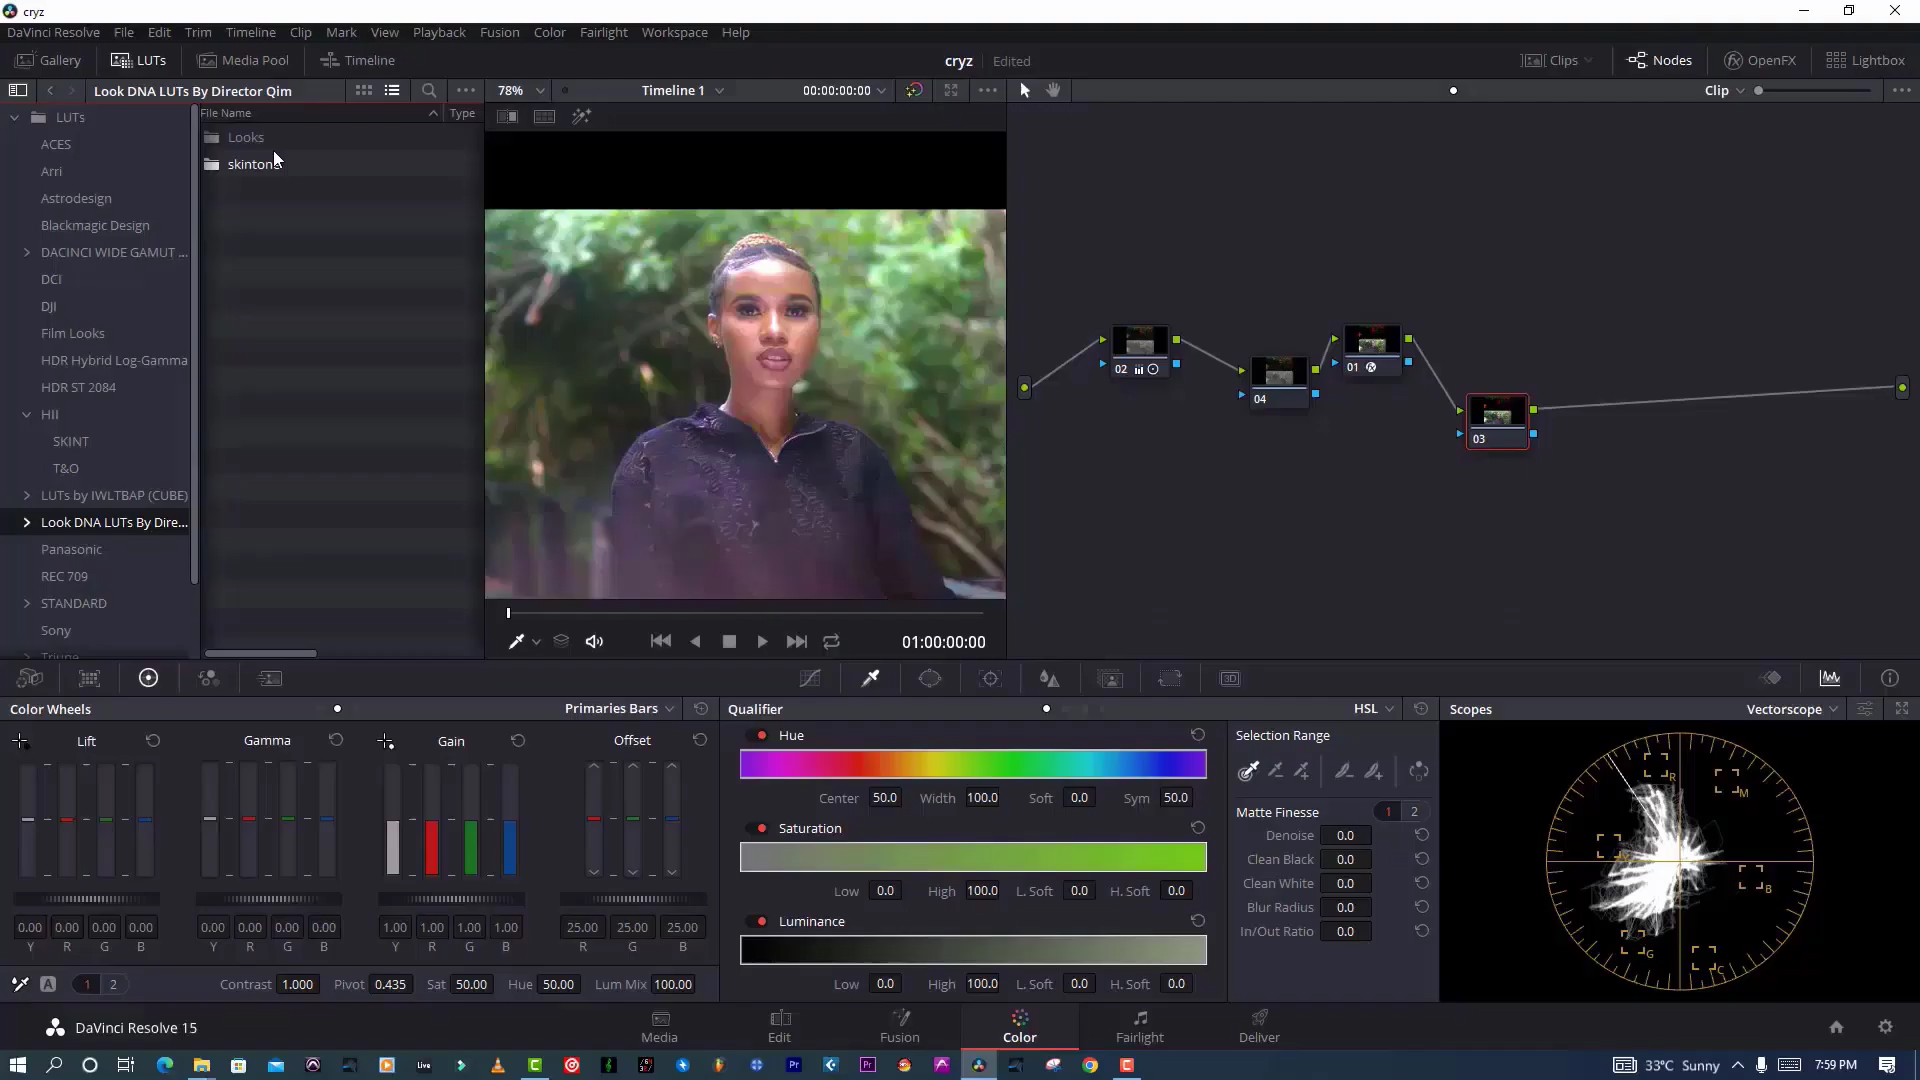 cryz
DaVinci Resolve File Edit Trim Timeline Clip Mark View Playback Fusion Color Fairlight Workspace Help
Gallery LUTs Media Pool Timeline cryz Edited Clips Nodes OpenFX Lightbox
Look DNA LUTs By Director Qim 78% Timeline 1 00:00:00:00 Clip
File Name Type
LUTs
ACES
Arri
Astrodesign
Blackmagic Design
DACINCI WIDE GAMUT ...
DCI
DJI
Film Looks
HDR Hybrid Log-Gamma
HDR ST 2084
HII
SKINT
T&O
LUTs by IWLTBAP (CUBE)
Look DNA LUTs By Dire...
Panasonic
REC 709
STANDARD
Sony
Triune
Looks
skintone
02
04
01
03
01:00:00:00
3D
Color Wheels Primaries Bars
Lift Gamma Gain Offset
0.00 0.00 0.00 0.00 0.00 0.00 0.00 0.00 1.00 1.00 1.00 1.00 25.00 25.00 25.00
Y R G B Y R G B Y R G B R G B
A 1 2 Contrast 1.000 Pivot 0.435 Sat 50.00 Hue 50.00 Lum Mix 100.00
Qualifier HSL
Hue
Center 50.0 Width 100.0 Soft 0.0 Sym 50.0
Saturation
Low 0.0 High 100.0 L. Soft 0.0 H. Soft 0.0
Luminance
Low 0.0 High 100.0 L. Soft 0.0 H. Soft 0.0
Selection Range
Matte Finesse 1 2
Denoise 0.0
Clean Black 0.0
Clean White 0.0
Blur Radius 0.0
In/Out Ratio 0.0
Scopes Vectorscope
R
M
B
G
C
DaVinci Resolve 15 Media Edit Fusion Color Fairlight Deliver
Live Pr Pr 33°C Sunny 7:59 PM